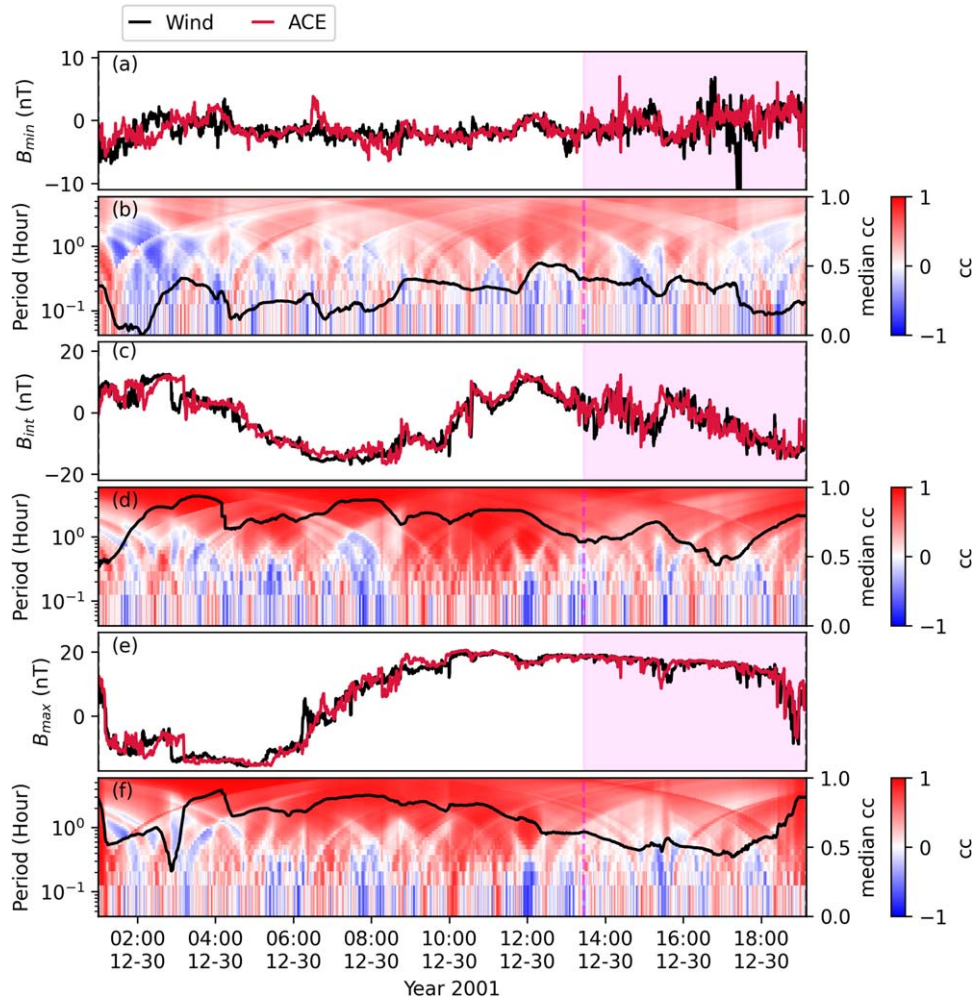 Wind ACE
(a)
B_min (nT)
10
0
−10
(b)
Period (Hour)
10^0
10^−1
1.0
0.5
0.0
median cc
1
0
−1
cc
(c)
B_int (nT)
20
0
−20
(d)
Period (Hour)
10^0
10^−1
1.0
0.5
0.0
median cc
1
0
−1
cc
(e)
B_max (nT)
20
0
(f)
Period (Hour)
10^0
10^−1
1.0
0.5
0.0
median cc
1
0
−1
cc
02:00 04:00 06:00 08:00 10:00 12:00 14:00 16:00 18:00
12-30 12-30 12-30 12-30 12-30 12-30 12-30 12-30 12-30
Year 2001